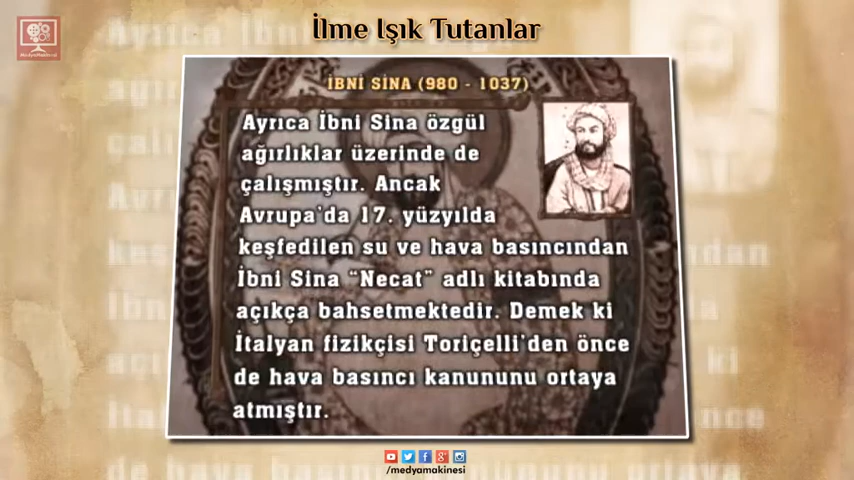 İlme Işık Tutanlar
MedyaMakinesi
İBNİ SİNA (980 - 1037)
Ayrıca İbni Sina özgül
ağırlıklar üzerinde de
çalışmıştır. Ancak
Avrupa'da 17. yüzyılda
keşfedilen su ve hava basıncından
İbni Sina “Necat” adlı kitabında
açıkça bahsetmektedir. Demek ki
İtalyan fizikçisi Toriçelli'den önce
de hava basıncı kanununu ortaya
atmıştır.
/medyamakinesi